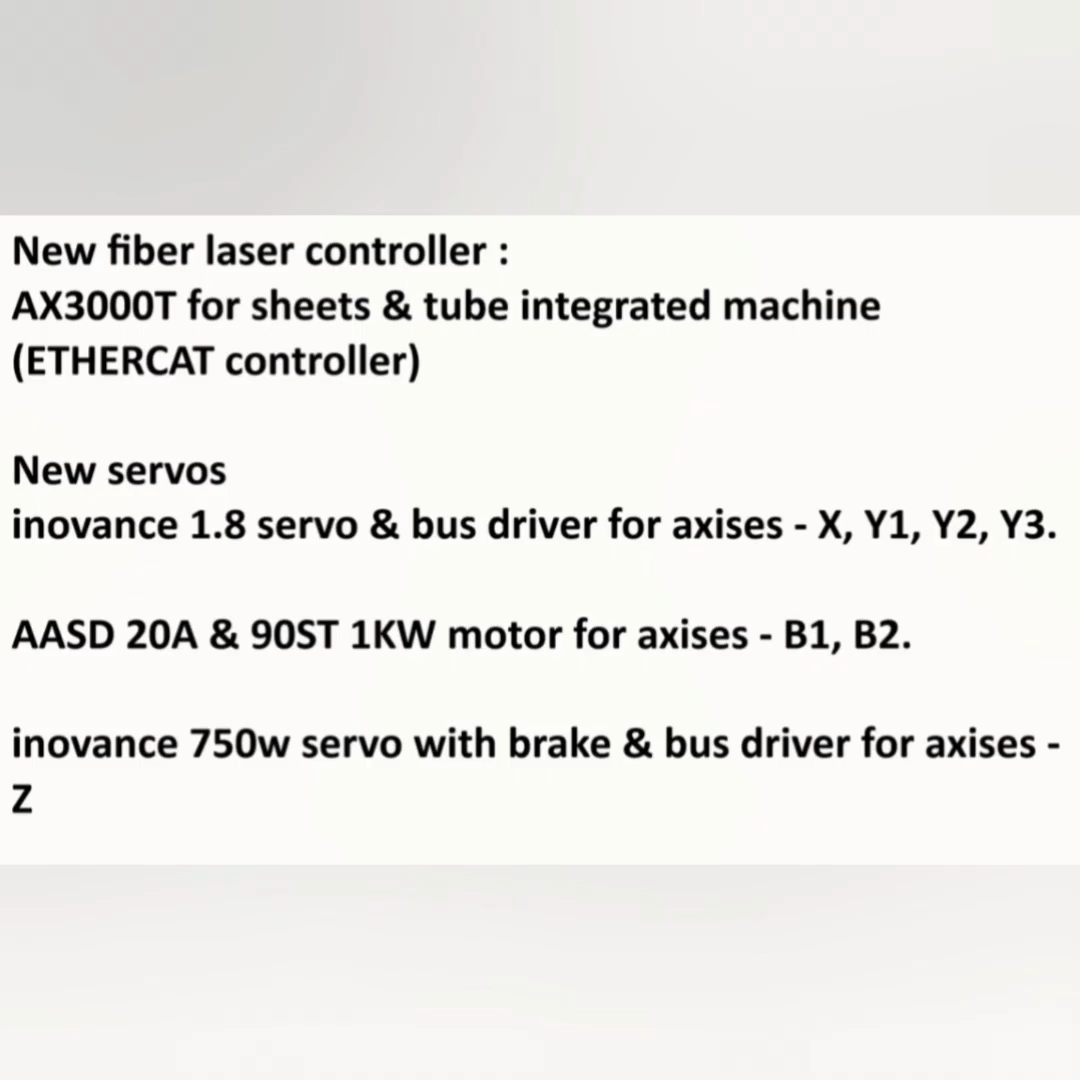 New fiber laser controller :
AX3000T for sheets & tube integrated machine
(ETHERCAT controller)
New servos
inovance 1.8 servo & bus driver for axises - X, Y1, Y2, Y3.
AASD 20A & 90ST 1KW motor for axises - B1, B2.
inovance 750w servo with brake & bus driver for axises -
Z